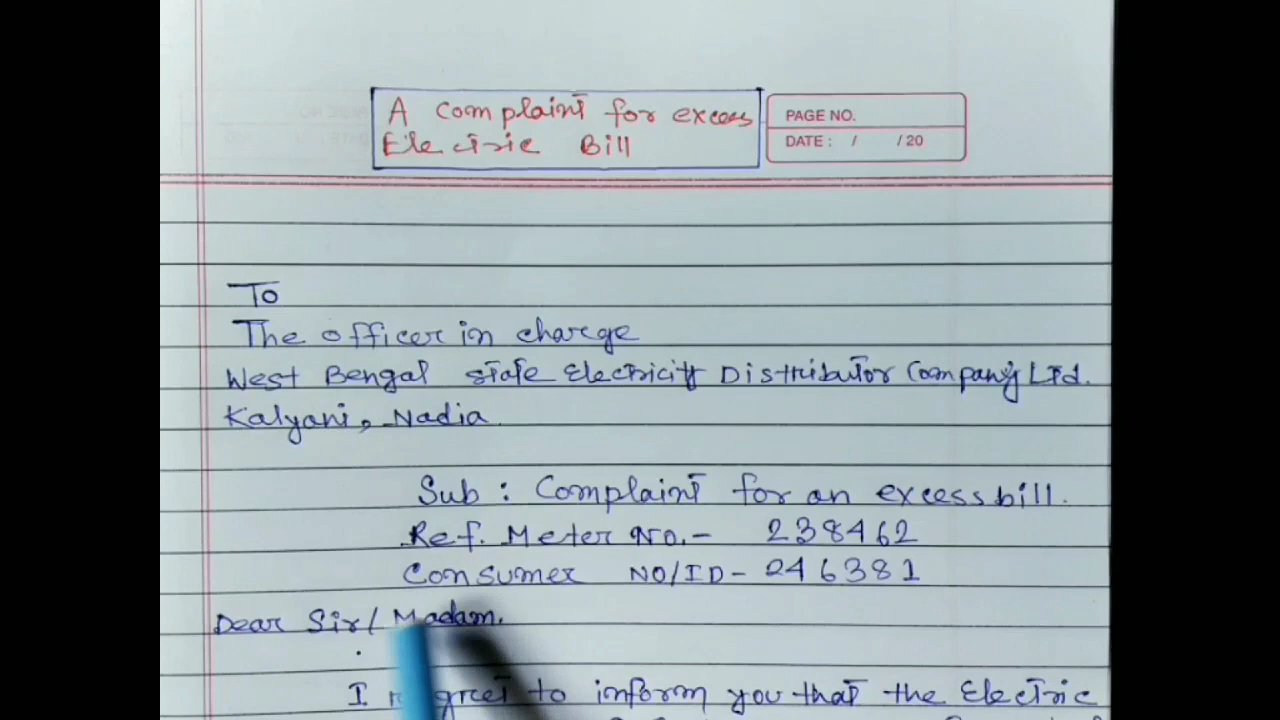 A complaint for excess
Electric Bill
PAGE NO.
DATE : / / 20
To
The officer in charge
West Bengal state Electricity Distributor Company Ltd.
Kalyani, Nadia
Sub : Complaint for an excess bill.
Ref. Meter No.- 238462
Consumer NO/ID- 246381
Dear Sir/ Madam.
I regret to inform you that the Electric